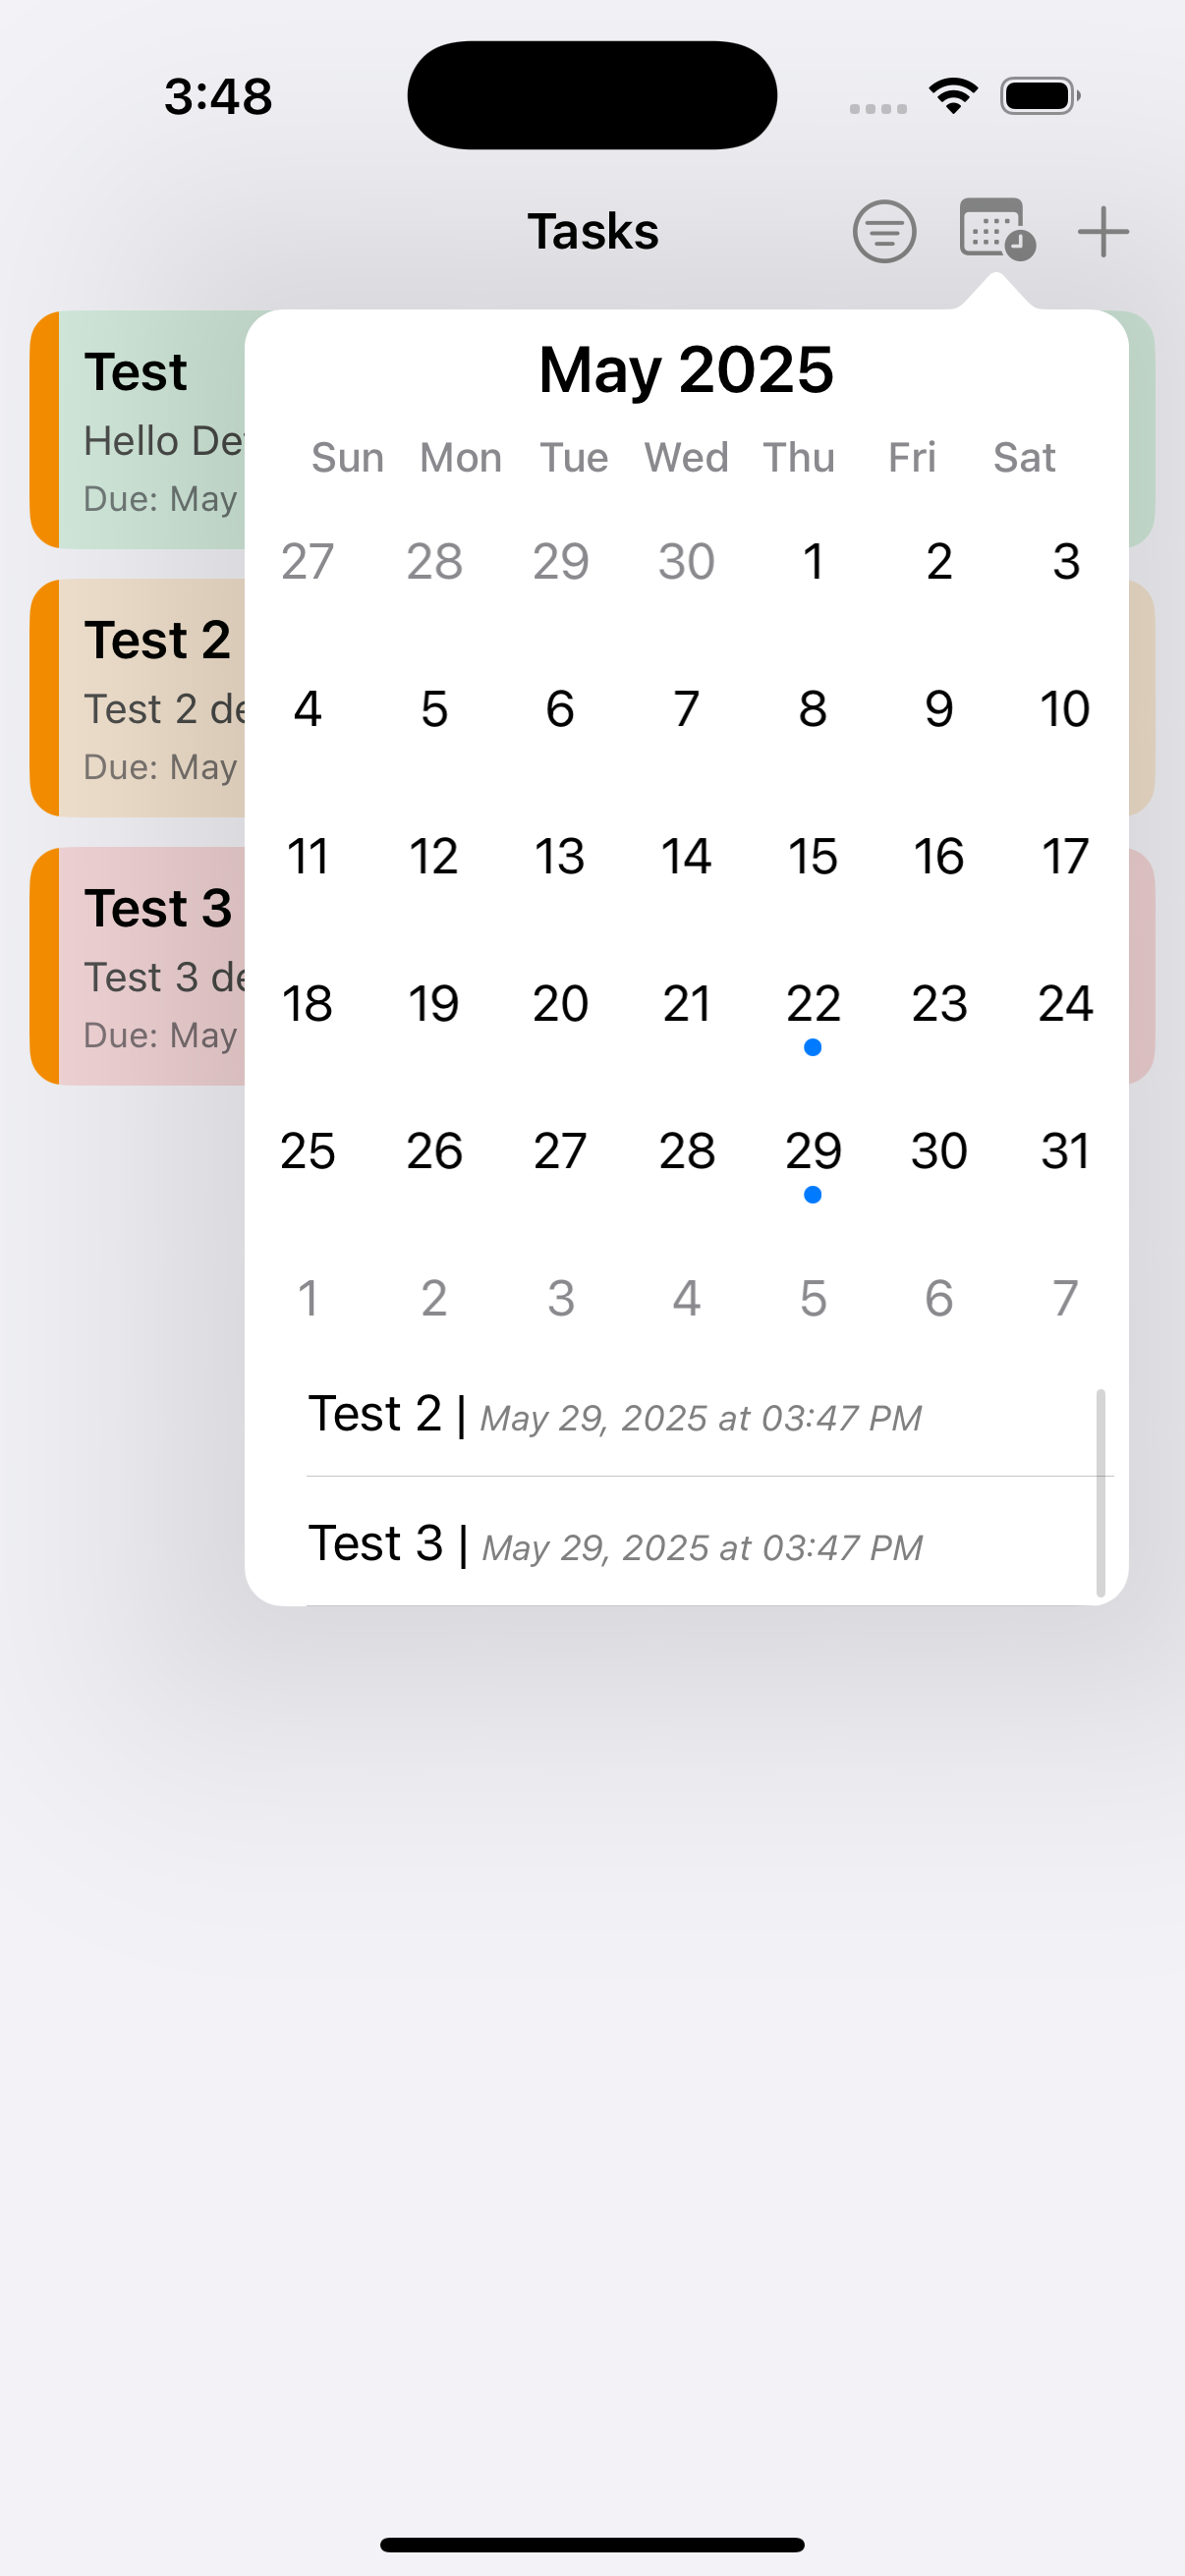 3:48
Tasks
Test
Hello De
Due: May
Test 2
Test 2 de
Due: May
Test 3
Test 3 de
Due: May
May 2025
Sun Mon Tue Wed Thu Fri Sat
27 28 29 30 1 2 3
4 5 6 7 8 9 10
11 12 13 14 15 16 17
18 19 20 21 22 23 24
25 26 27 28 29 30 31
1 2 3 4 5 6 7
Test 2 | May 29, 2025 at 03:47 PM
Test 3 | May 29, 2025 at 03:47 PM